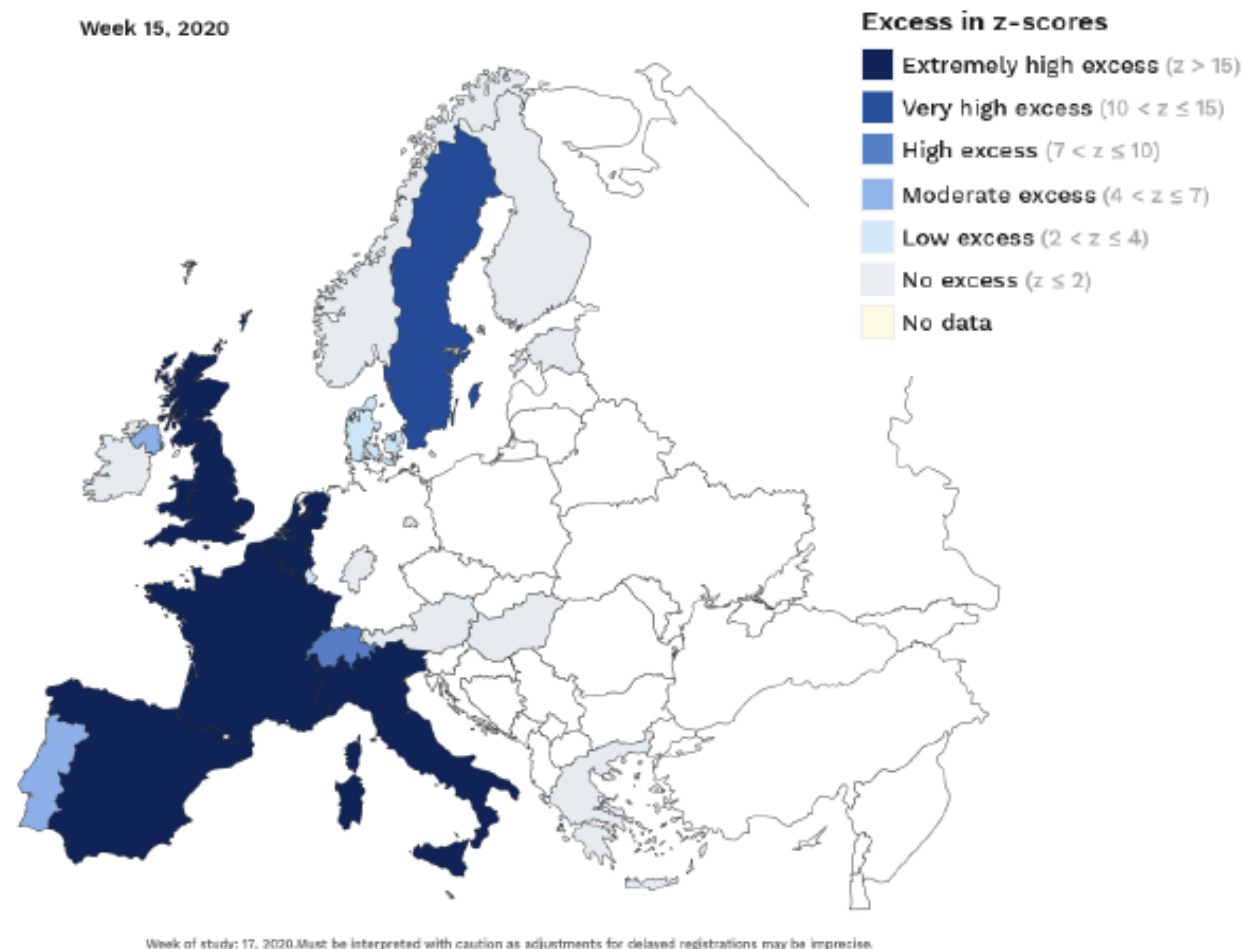 Week 15, 2020
Excess in z-scores
Extremely high excess (z > 15)
Very high excess (10 < z ≤ 15)
High excess (7 < z ≤ 10)
Moderate excess (4 < z ≤ 7)
Low excess (2 < z ≤ 4)
No excess (z ≤ 2)
No data
Week of study: 17, 2020.Must be interpreted with caution as adjustments for delayed registrations may be imprecise.